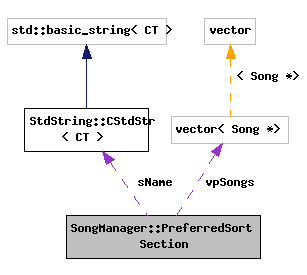 std::basic_string< CT >
vector
< Song *>
StdString::CStdStr
< CT >
vector< Song *>
sName
vpSongs
SongManager::PreferredSort
Section